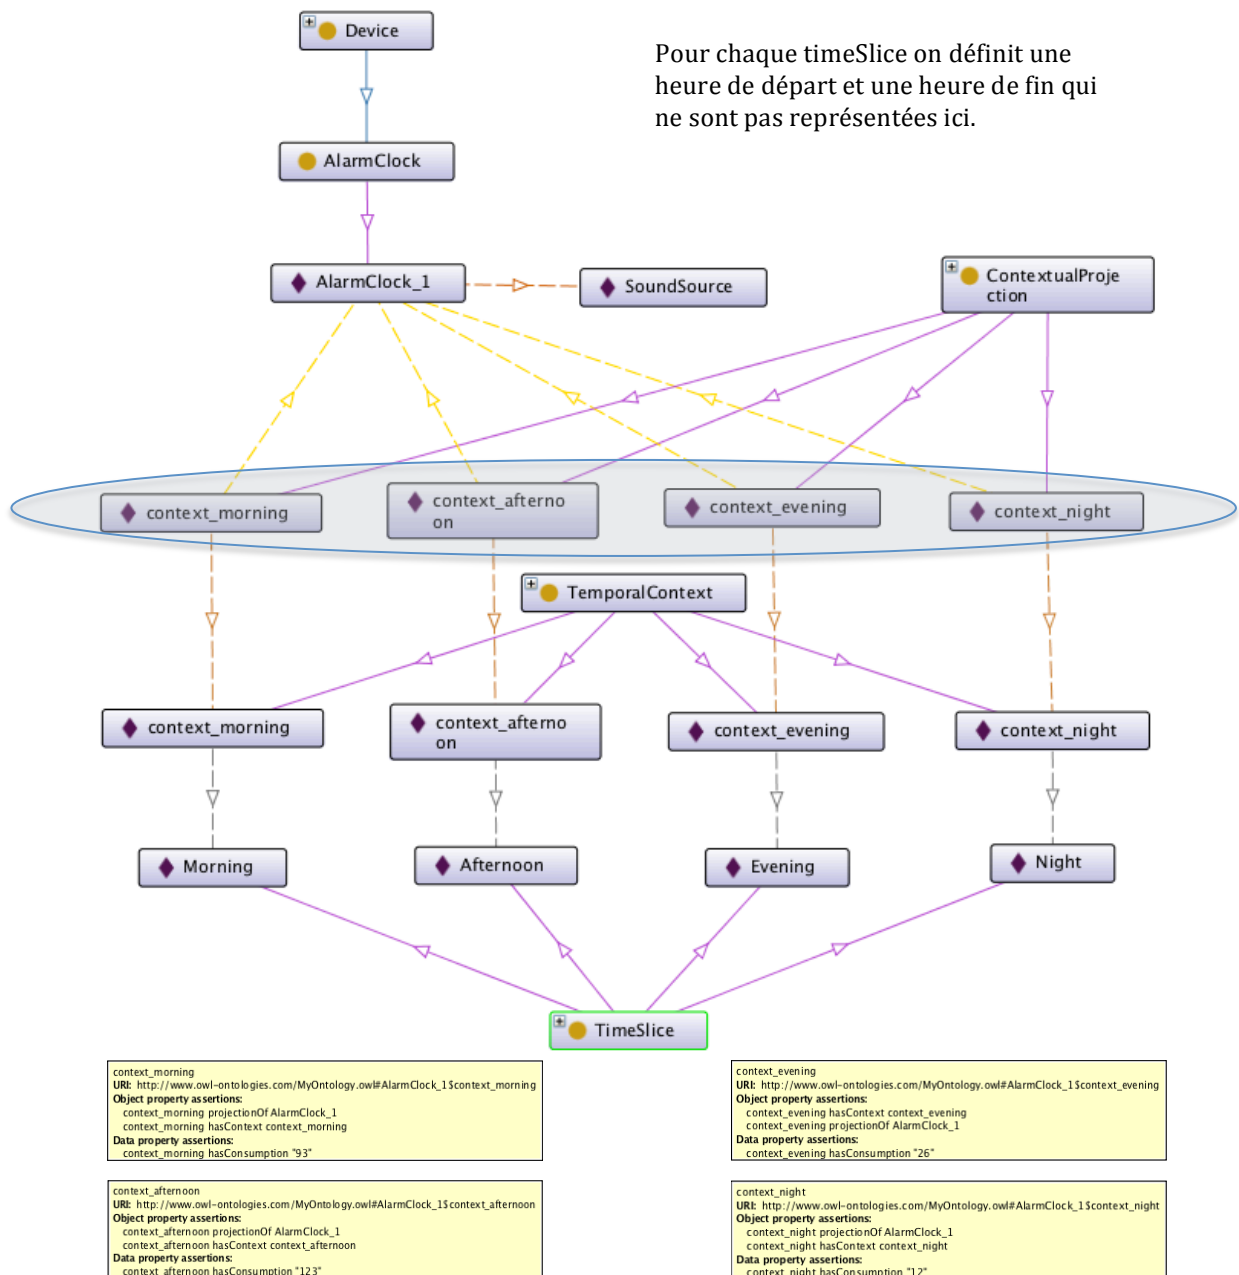 Device
Pour chaque timeSlice on définit une
heure de départ et une heure de fin qui
ne sont pas représentées ici.
AlarmClock
AlarmClock_1
SoundSource
ContextualProje
ction
context_morning
context_afterno
on
context_evening
context_night
TemporalContext
context_morning
context_afterno
on
context_evening
context_night
Morning
Afternoon
Evening
Night
TimeSlice
context_morning
URI: http://www.owl-ontologies.com/MyOntology.owl#AlarmClock_1$context_morning
Object property assertions:
context_morning projectionOf AlarmClock_1
context_morning hasContext context_morning
Data property assertions:
context_morning hasConsumption "93"
context_evening
URI: http://www.owl-ontologies.com/MyOntology.owl#AlarmClock_1$context_evening
Object property assertions:
context_evening hasContext context_evening
context_evening projectionOf AlarmClock_1
Data property assertions:
context_evening hasConsumption "26"
context_afternoon
URI: http://www.owl-ontologies.com/MyOntology.owl#AlarmClock_1$context_afternoon
Object property assertions:
context_afternoon projectionOf AlarmClock_1
context_afternoon hasContext context_afternoon
Data property assertions:
context_afternoon hasConsumption "123"
context_night
URI: http://www.owl-ontologies.com/MyOntology.owl#AlarmClock_1$context_night
Object property assertions:
context_night projectionOf AlarmClock_1
context_night hasContext context_night
Data property assertions:
context_night hasConsumption "12"